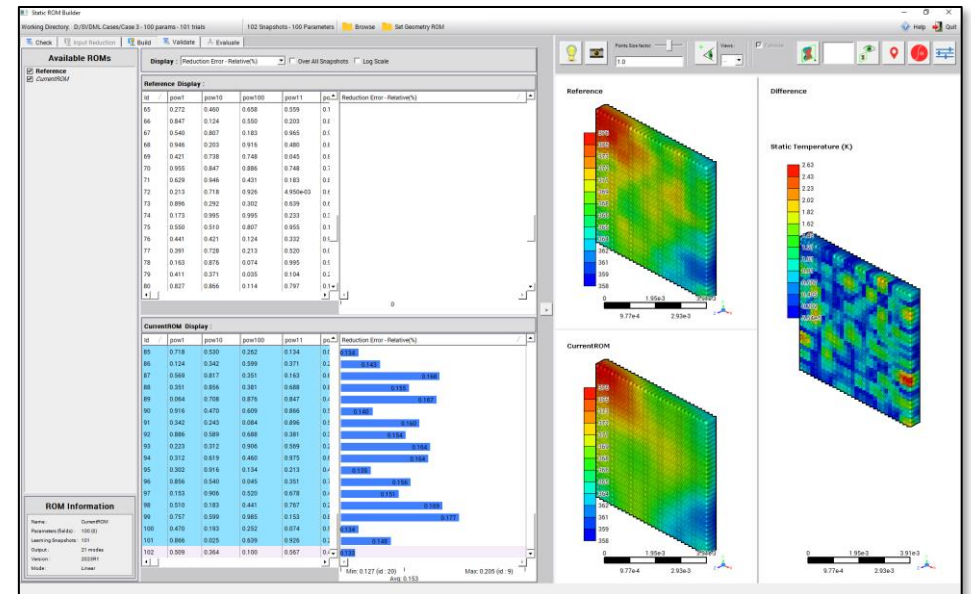 Static ROM Builder
Working Directory: D:/SVDML Cases/Case 3 - 100 params - 101 trials
102 Snapshots - 100 Parameters
Browse
Set Geometry ROM
Help
Quit
Check
Input Reduction
Build
Validate
Evaluate
Available ROMs
Reference
CurrentROM
Display : Reduction Error - Relative(%)
Over All Snapshots
Log Scale
Reference Display :
Id / pow1 pow10 pow100 pow11 Reduction Error - Relative(%)
65 0.272 0.460 0.658 0.559
66 0.847 0.124 0.550 0.203
67 0.540 0.807 0.183 0.965
68 0.946 0.203 0.916 0.480
69 0.421 0.738 0.748 0.045
70 0.955 0.847 0.886 0.748
71 0.629 0.946 0.431 0.183
72 0.213 0.718 0.926 4.950e-03
73 0.896 0.292 0.302 0.639
74 0.173 0.995 0.995 0.233
75 0.550 0.510 0.807 0.955
76 0.441 0.421 0.124 0.332
77 0.391 0.728 0.213 0.520
78 0.163 0.876 0.074 0.995
79 0.411 0.371 0.035 0.104
80 0.827 0.866 0.114 0.797
0
CurrentROM Display :
Id / pow1 pow10 pow100 pow11 Reduction Error - Relative(%)
85 0.718 0.530 0.262 0.134 0.134
86 0.124 0.342 0.599 0.371 0.143
87 0.569 0.817 0.351 0.163
88 0.351 0.856 0.381 0.688 0.155
89 0.064 0.708 0.876 0.847 0.167
90 0.916 0.470 0.609 0.866 0.140
91 0.342 0.243 0.084 0.896 0.160
92 0.886 0.589 0.688 0.381 0.154
93 0.223 0.312 0.906 0.589 0.164
94 0.312 0.619 0.460 0.975 0.164
95 0.302 0.916 0.134 0.213
96 0.856 0.540 0.045 0.351 0.156
97 0.153 0.906 0.520 0.678 0.151
98 0.510 0.183 0.441 0.767
99 0.757 0.599 0.985 0.153 0.177
100 0.470 0.193 0.252 0.074 0.134
101 0.866 0.025 0.639 0.926 0.148
102 0.509 0.364 0.100 0.567 0.133
Min: 0.127 (id : 20)
Max: 0.205 (id : 9)
Avg: 0.153
ROM Information
Name : CurrentROM
Parameters (fields) : 100 (0)
Learning Snapshots : 101
Output : 21 modes
Version : 2023R1
Mode : Linear
Points Size factor
1.0
Views :
Reference
361
359
358
0 1.95e-3
9.77e-4 2.93e-3
CurrentROM
361
359
358
0 1.95e-3
9.77e-4 2.93e-3
Difference
Static Temperature (K)
2.63
2.43
2.23
2.02
1.82
1.62
0 1.95e-3 3.91e-3
9.77e-4 2.93e-3